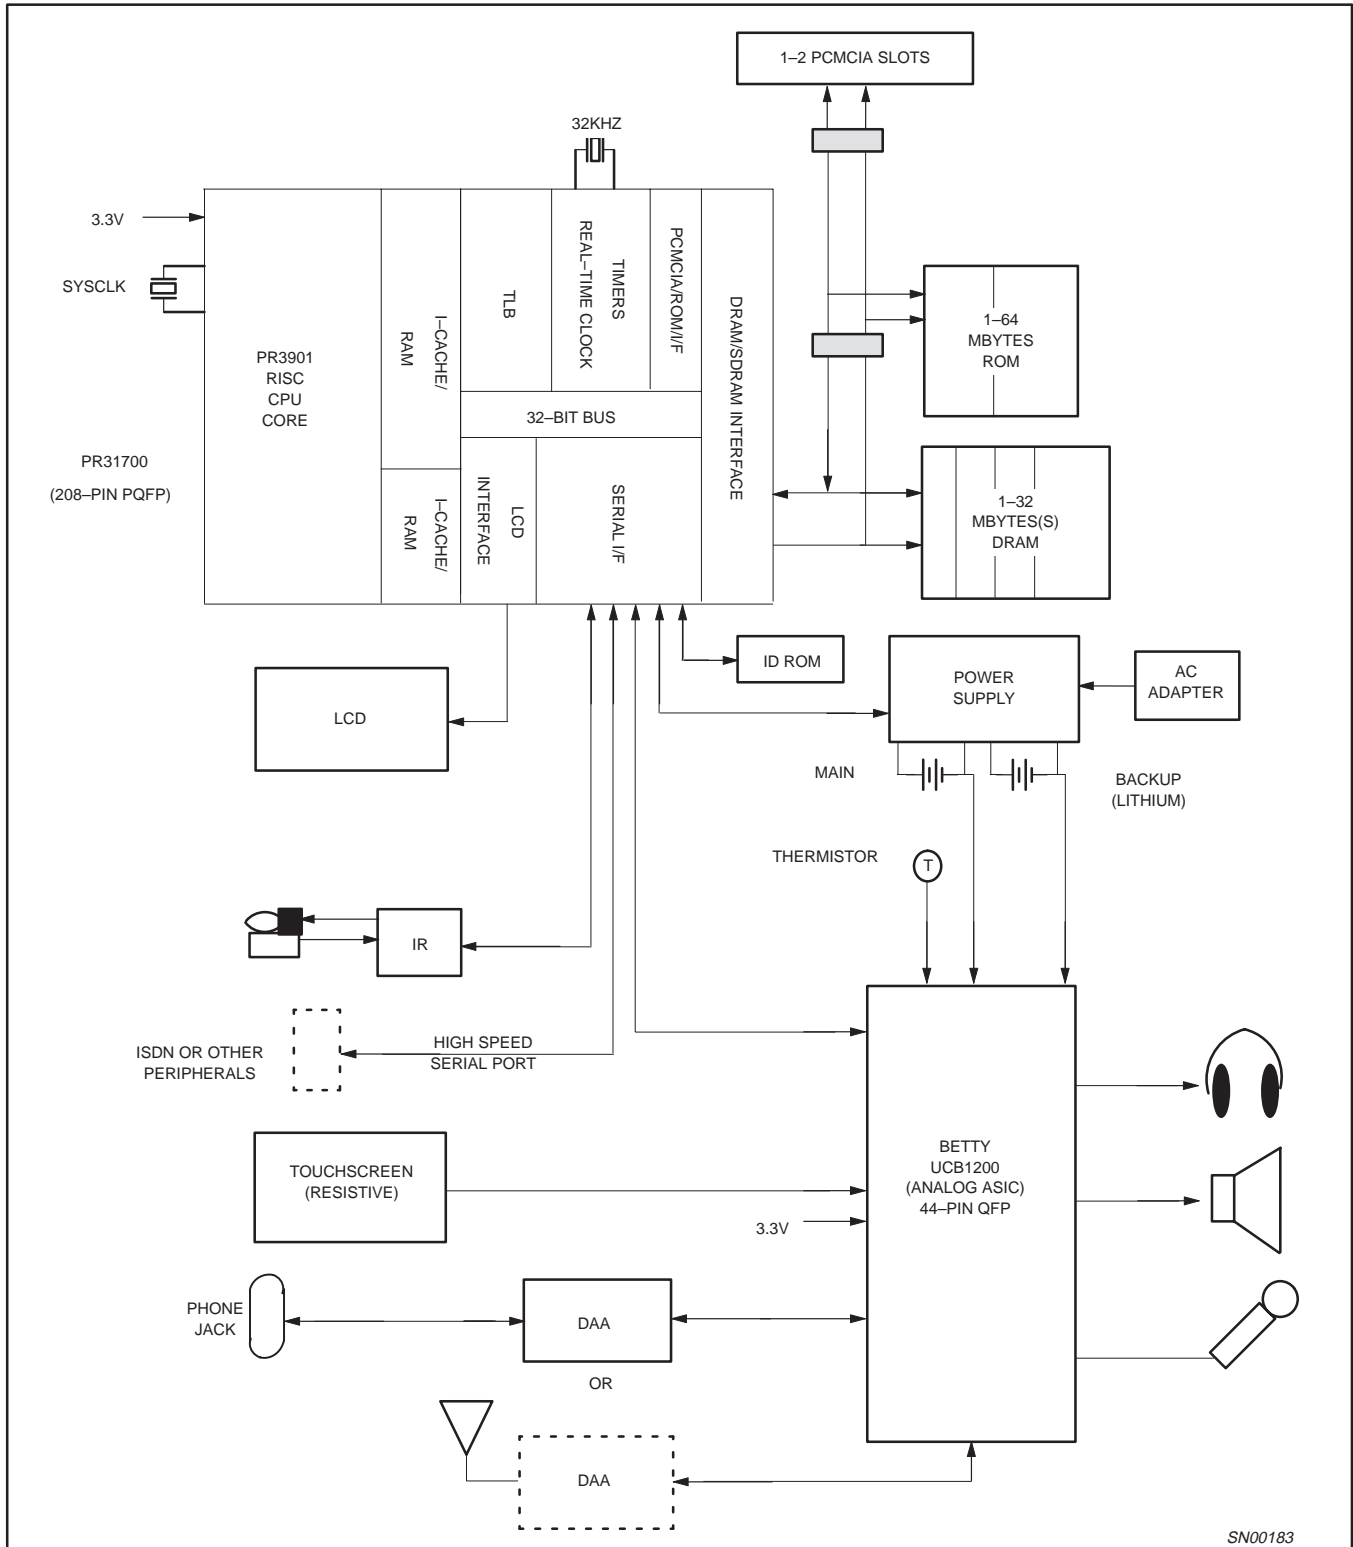 1–2 PCMCIA SLOTS
32KHZ
3.3V
SYSCLK
PR3901
RISC
CPU
CORE
I–CACHE/
RAM
TLB
TIMERS
REAL–TIME CLOCK
PCMCIA/ROM/I/F
DRAM/SDRAM INTERFACE
1–64
MBYTES
ROM
32–BIT BUS
PR31700
(208–PIN PQFP)
I–CACHE/
RAM
LCD
INTERFACE
SERIAL I/F
1–32
MBYTES(S)
DRAM
ID ROM
POWER
SUPPLY
AC
ADAPTER
LCD
MAIN
BACKUP
(LITHIUM)
THERMISTOR
T
IR
ISDN OR OTHER
PERIPHERALS
HIGH SPEED
SERIAL PORT
TOUCHSCREEN
(RESISTIVE)
BETTY
UCB1200
(ANALOG ASIC)
44–PIN QFP
3.3V
PHONE
JACK
DAA
OR
DAA
SN00183